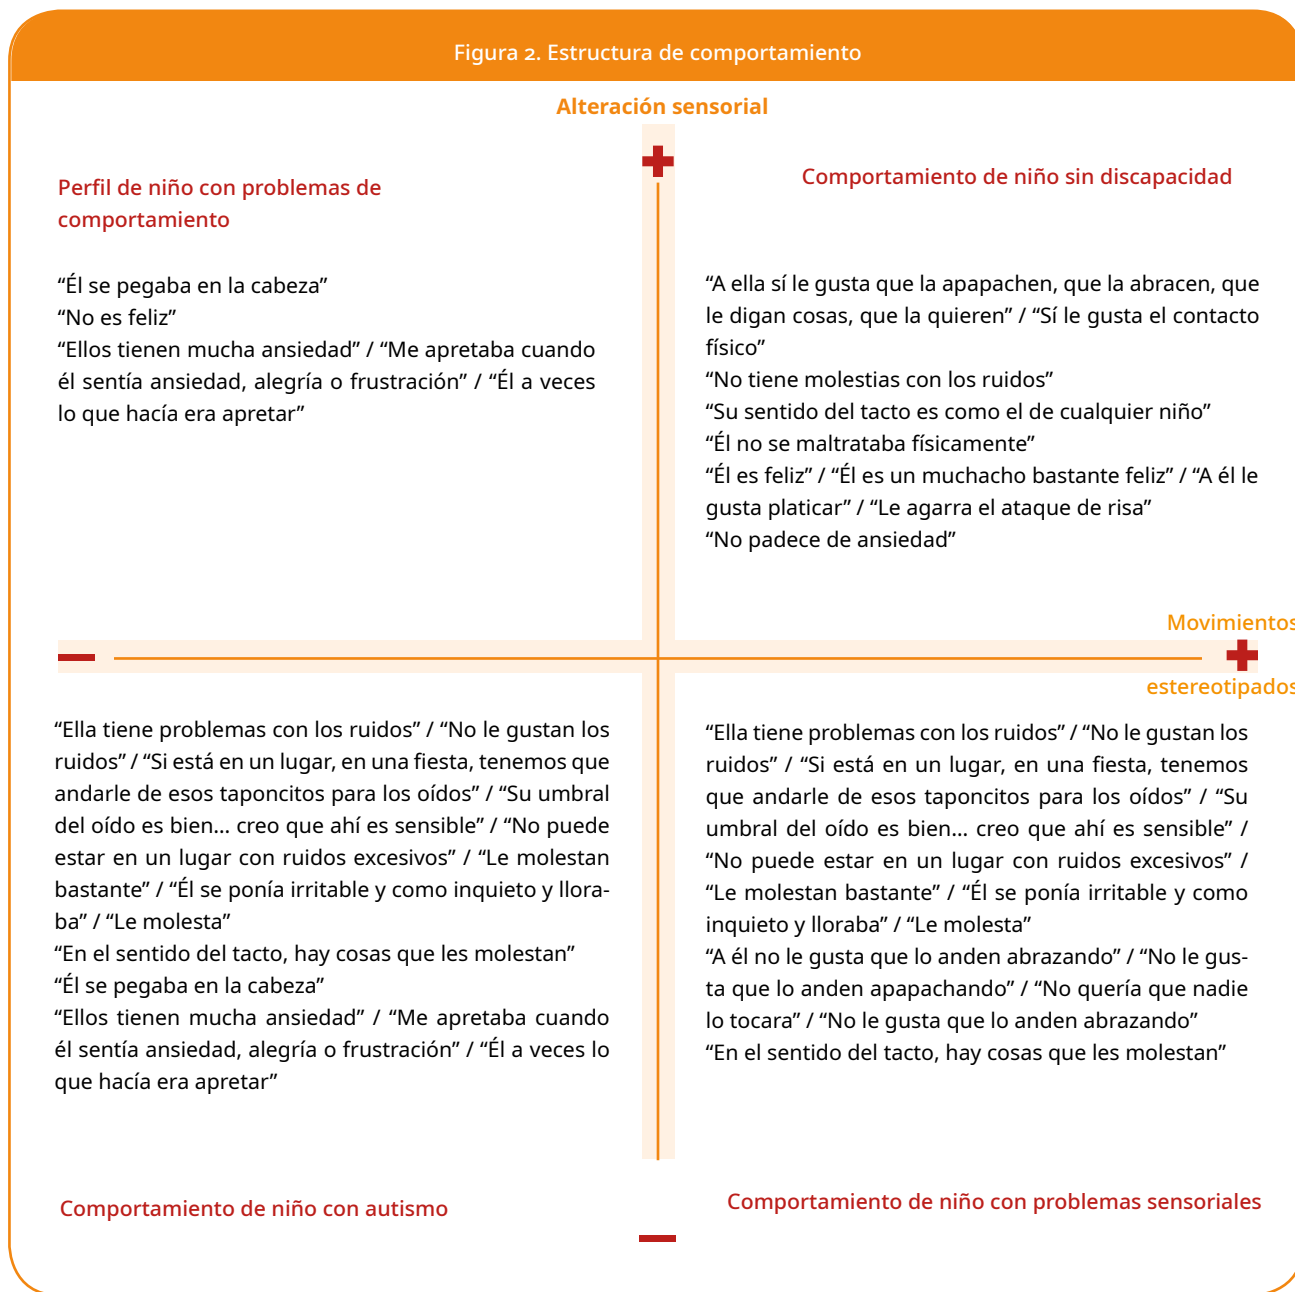 Figura 2. Estructura de comportamiento
Alteración sensorial
Perfil de niño con problemas de
comportamiento
“Él se pegaba en la cabeza”
“No es feliz”
“Ellos tienen mucha ansiedad” / “Me apretaba cuando
él sentía ansiedad, alegría o frustración” / “Él a veces
lo que hacía era apretar”
Comportamiento de niño sin discapacidad
“A ella sí le gusta que la apapachen, que la abracen, que
le digan cosas, que la quieren” / “Sí le gusta el contacto
físico”
“No tiene molestias con los ruidos”
“Su sentido del tacto es como el de cualquier niño”
“Él no se maltrataba físicamente”
“Él es feliz” / “Él es un muchacho bastante feliz” / “A él le
gusta platicar” / “Le agarra el ataque de risa”
“No padece de ansiedad”
Movimientos
estereotipados
“Ella tiene problemas con los ruidos” / “No le gustan los
ruidos” / “Si está en un lugar, en una fiesta, tenemos que
andarle de esos taponcitos para los oídos” / “Su umbral
del oído es bien... creo que ahí es sensible” / “No puede
estar en un lugar con ruidos excesivos” / “Le molestan
bastante” / “Él se ponía irritable y como inquieto y llora-
ba” / “Le molesta”
“En el sentido del tacto, hay cosas que les molestan”
“Él se pegaba en la cabeza”
“Ellos tienen mucha ansiedad” / “Me apretaba cuando
él sentía ansiedad, alegría o frustración” / “Él a veces lo
que hacía era apretar”
Comportamiento de niño con autismo
“Ella tiene problemas con los ruidos” / “No le gustan los
ruidos” / “Si está en un lugar, en una fiesta, tenemos
que andarle de esos taponcitos para los oídos” / “Su
umbral del oído es bien... creo que ahí es sensible” /
“No puede estar en un lugar con ruidos excesivos” /
“Le molestan bastante” / “Él se ponía irritable y como
inquieto y lloraba” / “Le molesta”
“A él no le gusta que lo anden abrazando” / “No le gus-
ta que lo anden apapachando” / “No quería que nadie
lo tocara” / “No le gusta que lo anden abrazando”
“En el sentido del tacto, hay cosas que les molestan”
Comportamiento de niño con problemas sensoriales